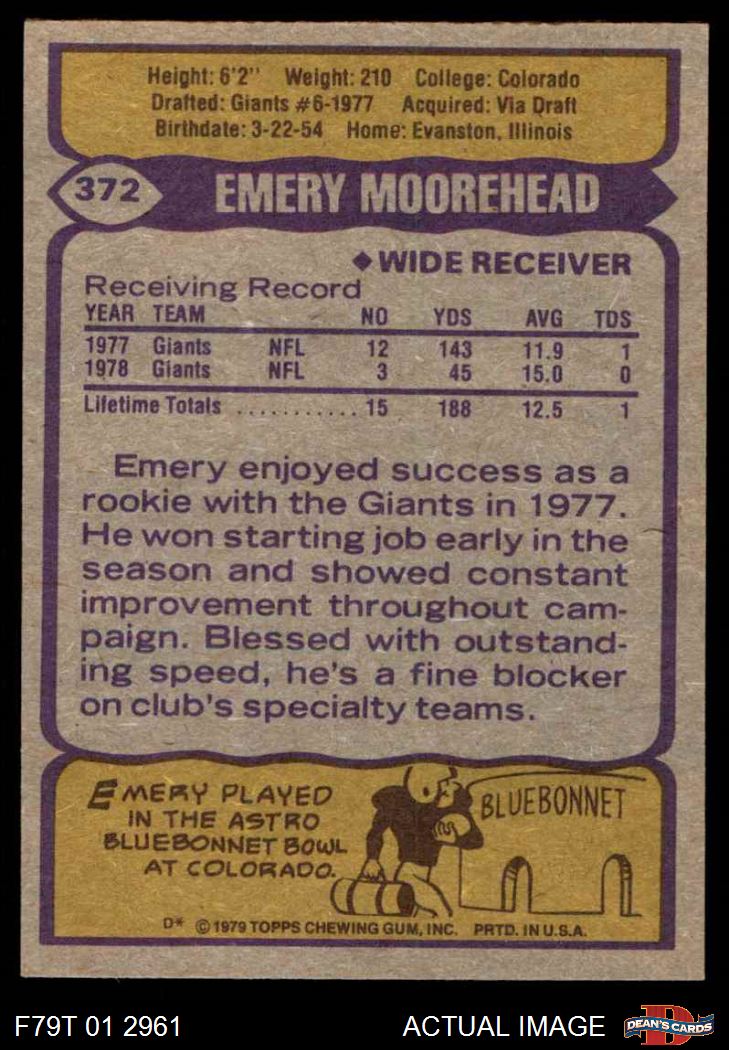 Height: 6'2" Weight: 210 College: Colorado
Drafted: Giants #6-1977 Acquired: Via Draft
Birthdate: 3-22-54 Home: Evanston, Illinois
372 EMERY MOOREHEAD
◆ WIDE RECEIVER
Receiving Record
YEAR TEAM NO YDS AVG TDS
1977 Giants NFL 12 143 11.9 1
1978 Giants NFL 3 45 15.0 0
Lifetime Totals ........... 15 188 12.5 1
Emery enjoyed success as a
rookie with the Giants in 1977.
He won starting job early in the
season and showed constant
improvement throughout cam-
paign. Blessed with outstand-
ing speed, he's a fine blocker
on club's specialty teams.
EMERY PLAYED
IN THE ASTRO
BLUEBONNET BOWL
AT COLORADO.
BLUEBONNET
D* © 1979 TOPPS CHEWING GUM, INC. PRTD. IN U.S.A.
F79T 01 2961 ACTUAL IMAGE
D
DEAN'S CARDS